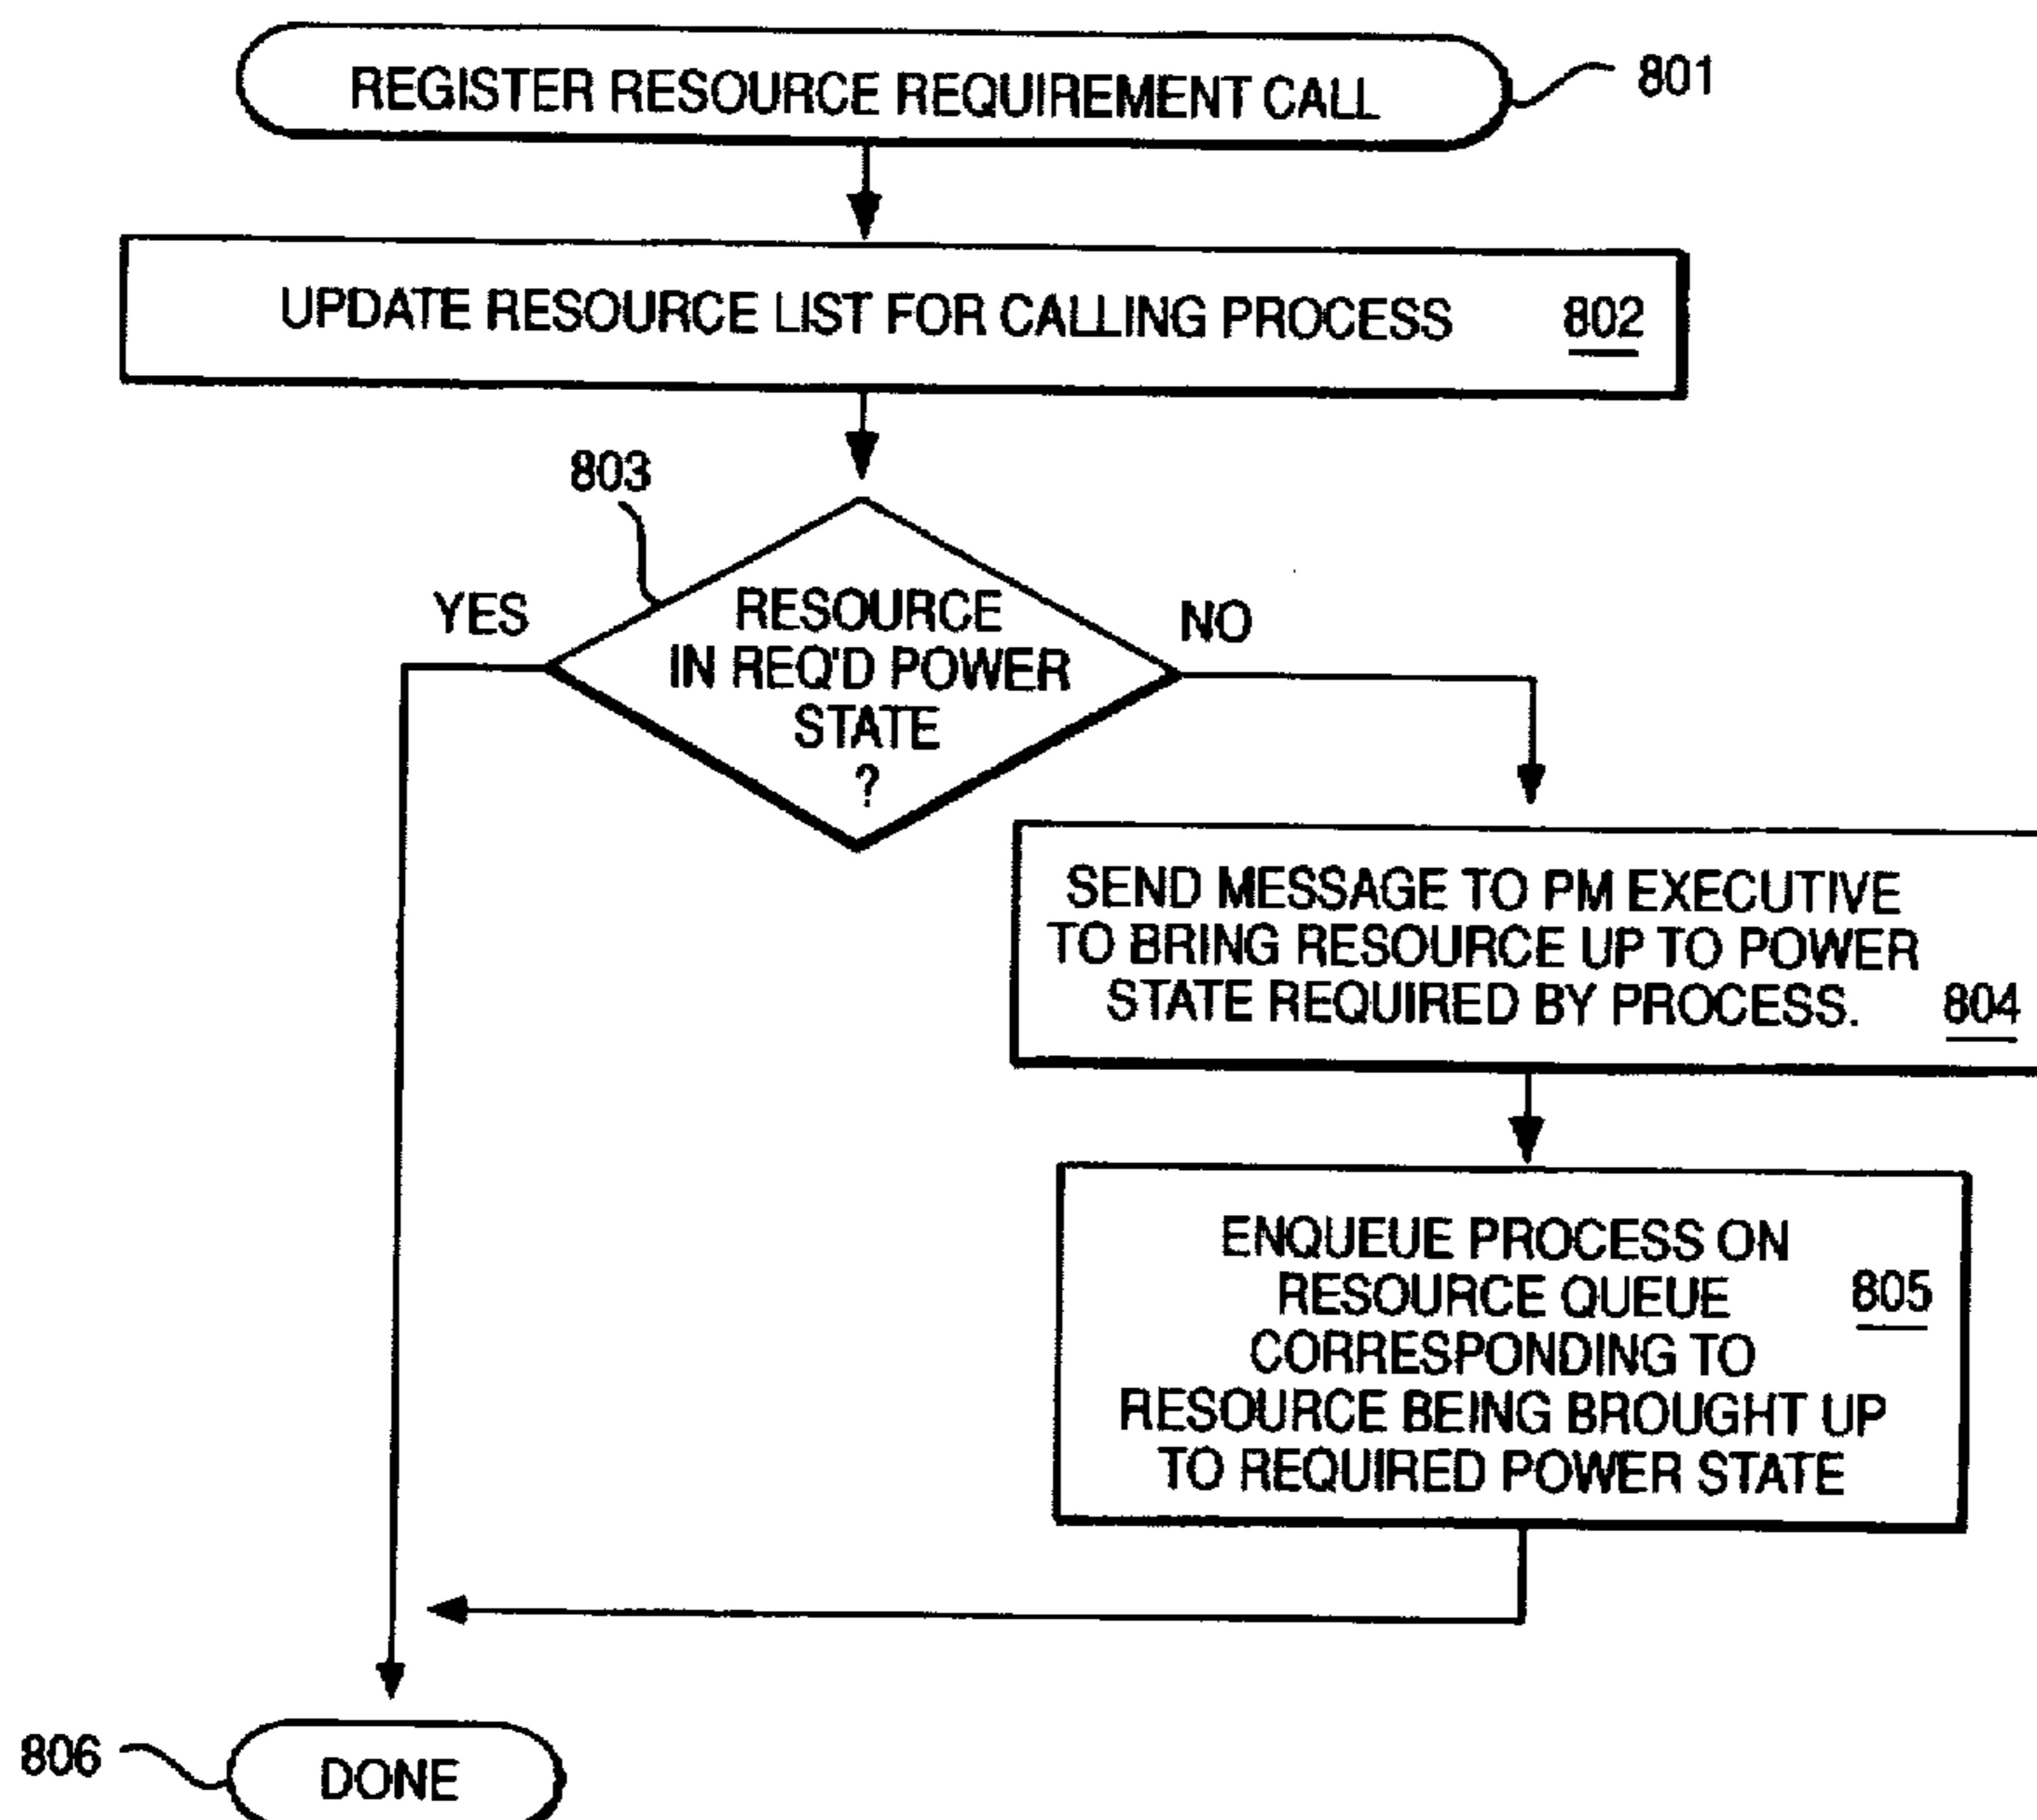 REGISTER RESOURCE REQUIREMENT CALL
801
UPDATE RESOURCE LIST FOR CALLING PROCESS
802
803
YES
RESOURCE
IN REQ'D POWER
STATE
?
NO
SEND MESSAGE TO PM EXECUTIVE
TO BRING RESOURCE UP TO POWER
STATE REQUIRED BY PROCESS.
804
ENQUEUE PROCESS ON
RESOURCE QUEUE
CORRESPONDING TO
RESOURCE BEING BROUGHT UP
TO REQUIRED POWER STATE
805
806
DONE